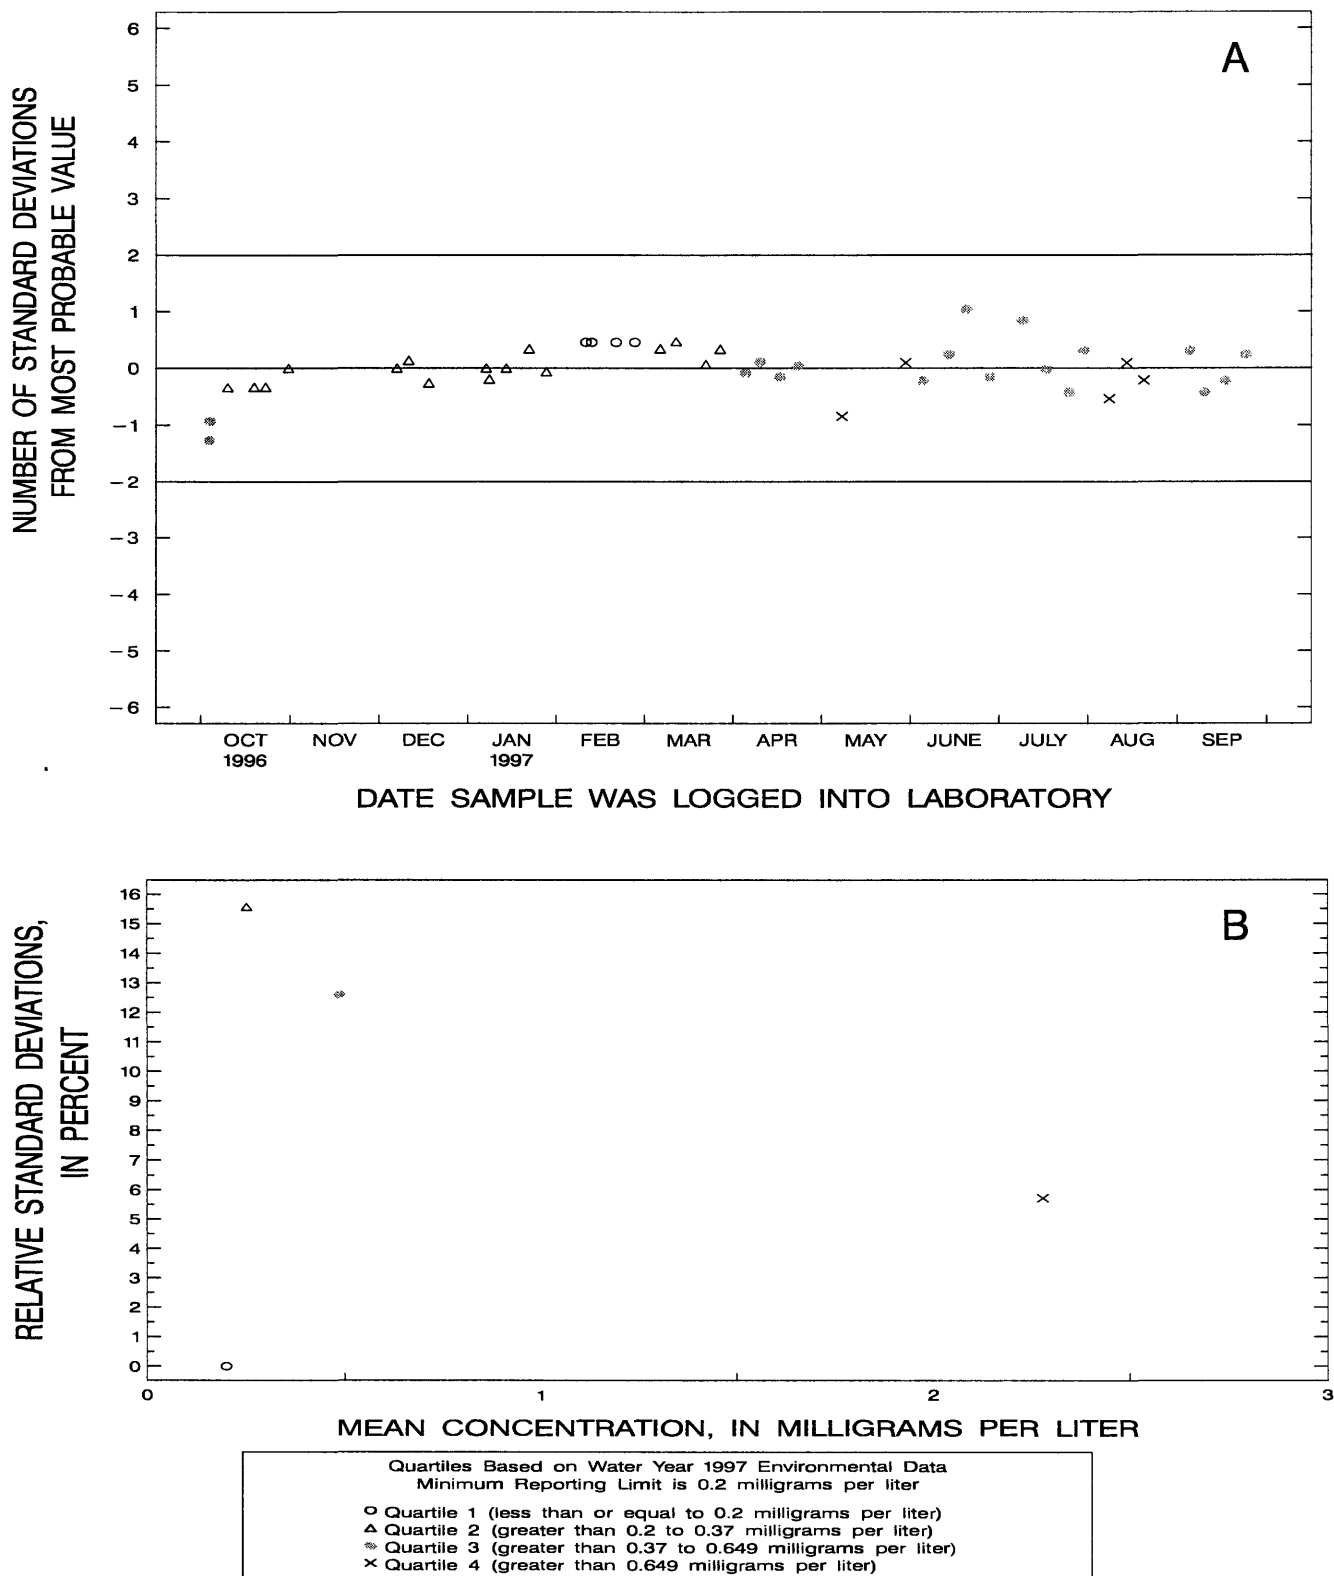 A
NUMBER OF STANDARD DEVIATIONS
FROM MOST PROBABLE VALUE
6
5
4
3
2
1
0
−1
−2
−3
−4
−5
−6
OCT NOV DEC JAN FEB MAR APR MAY JUNE JULY AUG SEP
1996 1997
DATE SAMPLE WAS LOGGED INTO LABORATORY
B
RELATIVE STANDARD DEVIATIONS,
IN PERCENT
16
15
14
13
12
11
10
9
8
7
6
5
4
3
2
1
0
0 1 2 3
MEAN CONCENTRATION, IN MILLIGRAMS PER LITER
Quartiles Based on Water Year 1997 Environmental Data
Minimum Reporting Limit is 0.2 milligrams per liter
Quartile 1 (less than or equal to 0.2 milligrams per liter)
Quartile 2 (greater than 0.2 to 0.37 milligrams per liter)
Quartile 3 (greater than 0.37 to 0.649 milligrams per liter)
Quartile 4 (greater than 0.649 milligrams per liter)